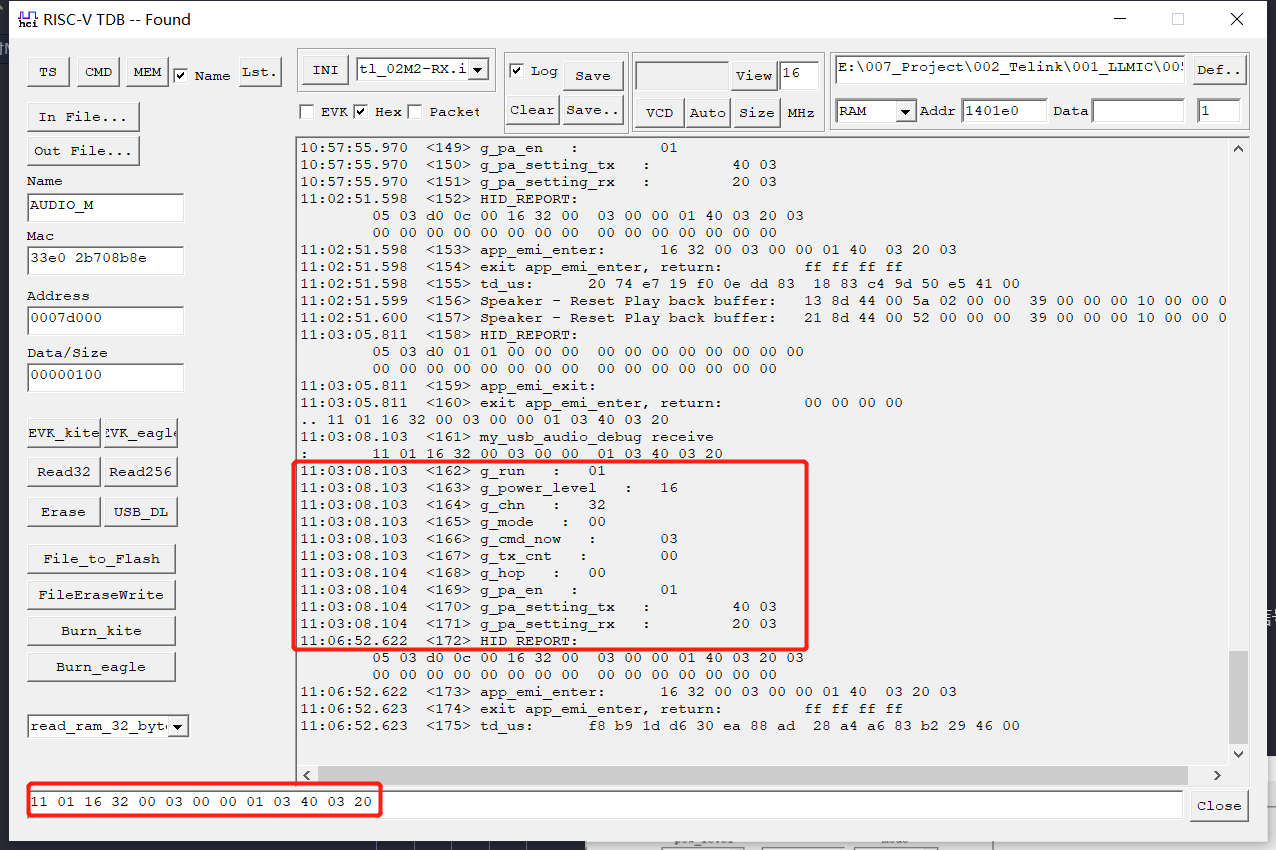 RISC-V TDB -- Found
TS CMD MEM Name Lst.
INI tl_02M2-RX.i
Log Save
View 16
E:\007_Project\002_Telink\001_LLMIC\005 Def..
EVK Hex Packet
Clear Save..
VCD Auto Size MHz
RAM Addr 1401e0 Data 1
In File...
Out File...
Name
AUDIO_M
Mac
33e0 2b708b8e
Address
0007d000
Data/Size
00000100
EVK_kite EVK_eagle
Read32 Read256
Erase USB_DL
File_to_Flash
FileEraseWrite
Burn_kite
Burn_eagle
read_ram_32_byt
10:57:55.970 <149> g_pa_en : 01
10:57:55.970 <150> g_pa_setting_tx : 40 03
10:57:55.970 <151> g_pa_setting_rx : 20 03
11:02:51.598 <152> HID_REPORT:
05 03 d0 0c 00 16 32 00 03 00 00 01 40 03 20 03
00 00 00 00 00 00 00 00 00 00 00 00 00 00 00
11:02:51.598 <153> app_emi_enter: 16 32 00 03 00 00 01 40 03 20 03
11:02:51.598 <154> exit app_emi_enter, return: ff ff ff ff
11:02:51.598 <155> td_us: 20 74 e7 19 f0 0e dd 83 18 83 c4 9d 50 e5 41 00
11:02:51.599 <156> Speaker - Reset Play back buffer: 13 8d 44 00 5a 02 00 00 39 00 00 00 10 00 00 0
11:02:51.600 <157> Speaker - Reset Play back buffer: 21 8d 44 00 52 00 00 00 39 00 00 00 10 00 00 0
11:03:05.811 <158> HID_REPORT:
05 03 d0 01 01 00 00 00 00 00 00 00 00 00 00 00
00 00 00 00 00 00 00 00 00 00 00 00 00 00 00
11:03:05.811 <159> app_emi_exit:
11:03:05.811 <160> exit app_emi_enter, return: 00 00 00 00
.. 11 01 16 32 00 03 00 00 01 03 40 03 20
11:03:08.103 <161> my_usb_audio_debug receive
: 11 01 16 32 00 03 00 00 01 03 40 03 20
11:03:08.103 <162> g_run : 01
11:03:08.103 <163> g_power_level : 16
11:03:08.103 <164> g_chn : 32
11:03:08.103 <165> g_mode : 00
11:03:08.103 <166> g_cmd_now : 03
11:03:08.103 <167> g_tx_cnt : 00
11:03:08.104 <168> g_hop : 00
11:03:08.104 <169> g_pa_en : 01
11:03:08.104 <170> g_pa_setting_tx : 40 03
11:03:08.104 <171> g_pa_setting_rx : 20 03
11:06:52.622 <172> HID_REPORT:
05 03 d0 0c 00 16 32 00 03 00 00 01 40 03 20 03
00 00 00 00 00 00 00 00 00 00 00 00 00 00 00
11:06:52.622 <173> app_emi_enter: 16 32 00 03 00 00 01 40 03 20 03
11:06:52.623 <174> exit app_emi_enter, return: ff ff ff ff
11:06:52.623 <175> td_us: f8 b9 1d d6 30 ea 88 ad 28 a4 a6 83 b2 29 46 00
11 01 16 32 00 03 00 00 01 03 40 03 20
Close